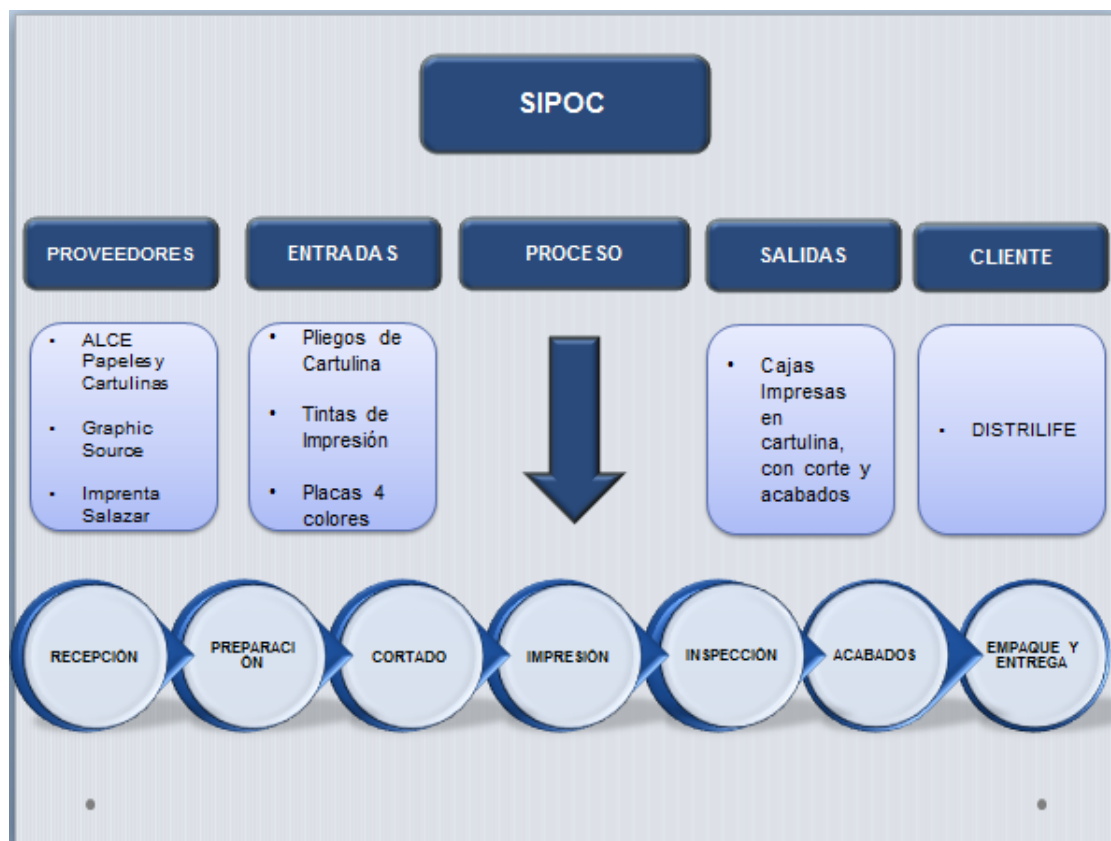 SIPOC
PROVEEDORES
ENTRADAS
PROCESO
SALIDAS
CLIENTE
• ALCE
Papeles y
Cartulinas
• Graphic
Source
• Imprenta
Salazar
• Pliegos de
Cartulina
• Tintas de
Impresión
• Placas 4
colores
• Cajas
Impresas
en
cartulina,
con corte y
acabados
• DISTRILIFE
RECEPCIÓN
PREPARACI
ÓN
CORTADO
IMPRESIÓN
INSPECCIÓN
ACABADOS
EMPAQUE Y
ENTREGA